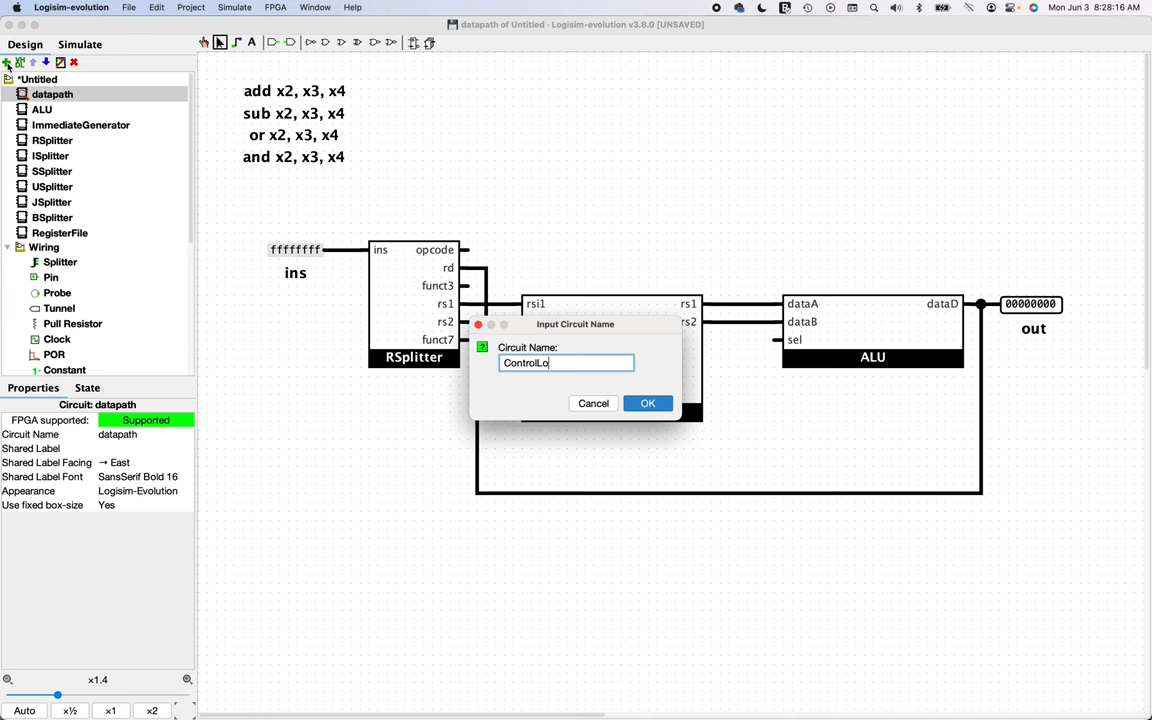 Logisim-evolution File Edit Project Simulate FPGA Window Help Mon Jun 3 8:28:16 AM
datapath of Untitled · Logisim-evolution v3.8.0 [UNSAVED]
Design Simulate
*Untitled
datapath
ALU
ImmediateGenerator
RSplitter
ISplitter
SSplitter
USplitter
JSplitter
BSplitter
RegisterFile
Wiring
Splitter
Pin
Probe
Tunnel
Pull Resistor
Clock
POR
Constant
Properties State
Circuit: datapath
FPGA supported: Supported
Circuit Name datapath
Shared Label
Shared Label Facing → East
Shared Label Font SansSerif Bold 16
Appearance Logisim-Evolution
Use fixed box-size Yes
×1.4
Auto ×½ ×1 ×2
add x2, x3, x4
sub x2, x3, x4
or x2, x3, x4
and x2, x3, x4
ffffffff
ins
ins opcode
rd
funct3
rs1
rs2
funct7
RSplitter
rsi1 rs1
rs2
dataA dataD
dataB
sel
ALU
00000000
out
Input Circuit Name
Circuit Name:
ControlLo
Cancel OK